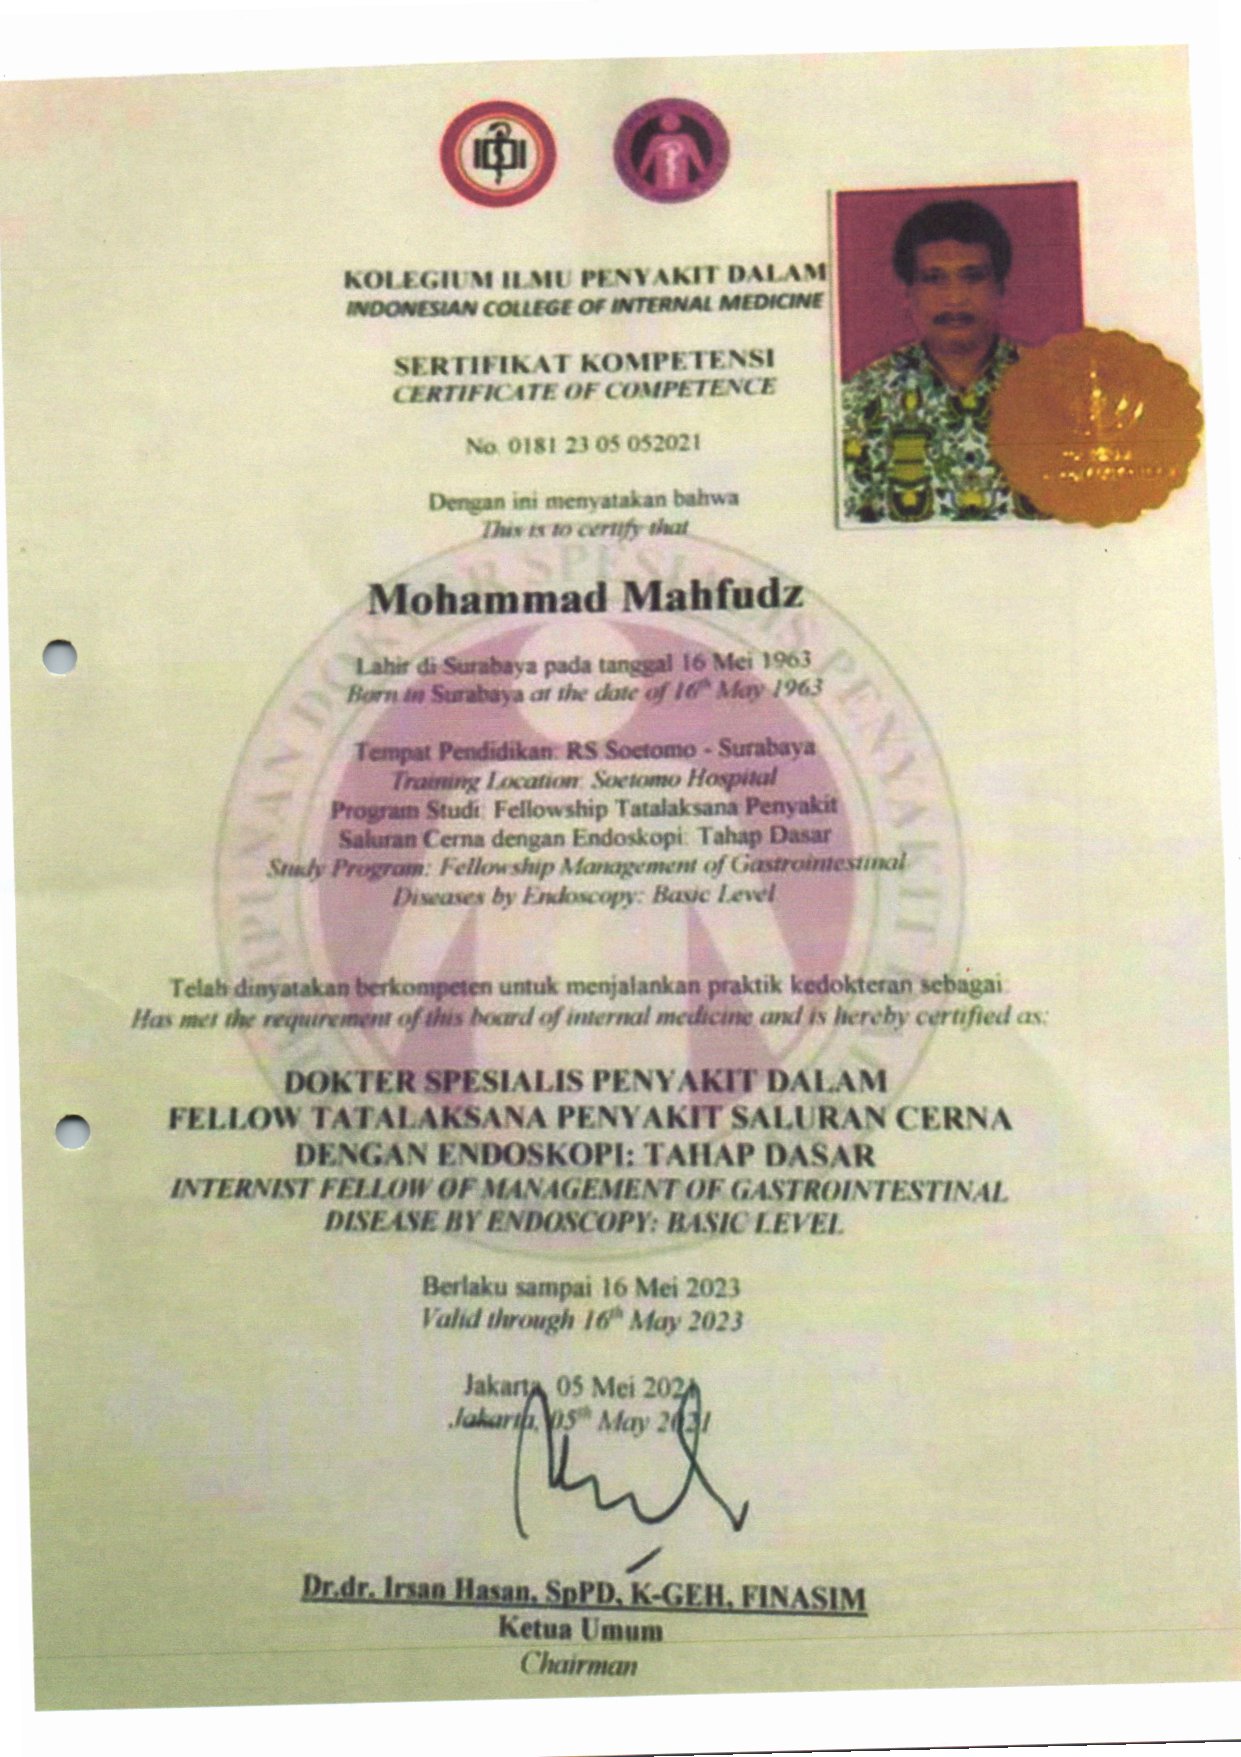 KOLEGIUM ILMU PENYAKIT DALAM
INDONESIAN COLLEGE OF INTERNAL MEDICINE
SERTIFIKAT KOMPETENSI
CERTIFICATE OF COMPETENCE
No. 0181 23 05 052021
Dengan ini menyatakan bahwa
This is to certify that
Mohammad Mahfudz
Lahir di Surabaya pada tanggal 16 Mei 1963
Born in Surabaya at the date of 16th May 1963
Tempat Pendidikan: RS Soetomo - Surabaya
Training Location: Soetomo Hospital
Program Studi: Fellowship Tatalaksana Penyakit
Saluran Cerna dengan Endoskopi: Tahap Dasar
Study Program: Fellowship Management of Gastrointestinal
Diseases by Endoscopy: Basic Level
Telah dinyatakan berkompeten untuk menjalankan praktik kedokteran sebagai:
Has met the requirement of this board of internal medicine and is hereby certified as:
DOKTER SPESIALIS PENYAKIT DALAM
FELLOW TATALAKSANA PENYAKIT SALURAN CERNA
DENGAN ENDOSKOPI: TAHAP DASAR
INTERNIST FELLOW OF MANAGEMENT OF GASTROINTESTINAL
DISEASE BY ENDOSCOPY: BASIC LEVEL
Berlaku sampai 16 Mei 2023
Valid through 16th May 2023
Jakarta, 05 Mei 2021
Jakarta, 05th May 2021
Dr.dr. Irsan Hasan, SpPD, K-GEH, FINASIM
Ketua Umum
Chairman